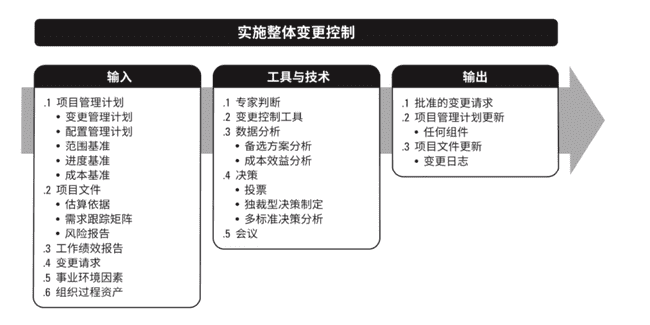 实施整体变更控制
输入
.1 项目管理计划
• 变更管理计划
• 配置管理计划
• 范围基准
• 进度基准
• 成本基准
.2 项目文件
• 估算依据
• 需求跟踪矩阵
• 风险报告
.3 工作绩效报告
.4 变更请求
.5 事业环境因素
.6 组织过程资产
工具与技术
.1 专家判断
.2 变更控制工具
.3 数据分析
• 备选方案分析
• 成本效益分析
.4 决策
• 投票
• 独裁型决策制定
• 多标准决策分析
.5 会议
输出
.1 批准的变更请求
.2 项目管理计划更新
• 任何组件
.3 项目文件更新
• 变更日志